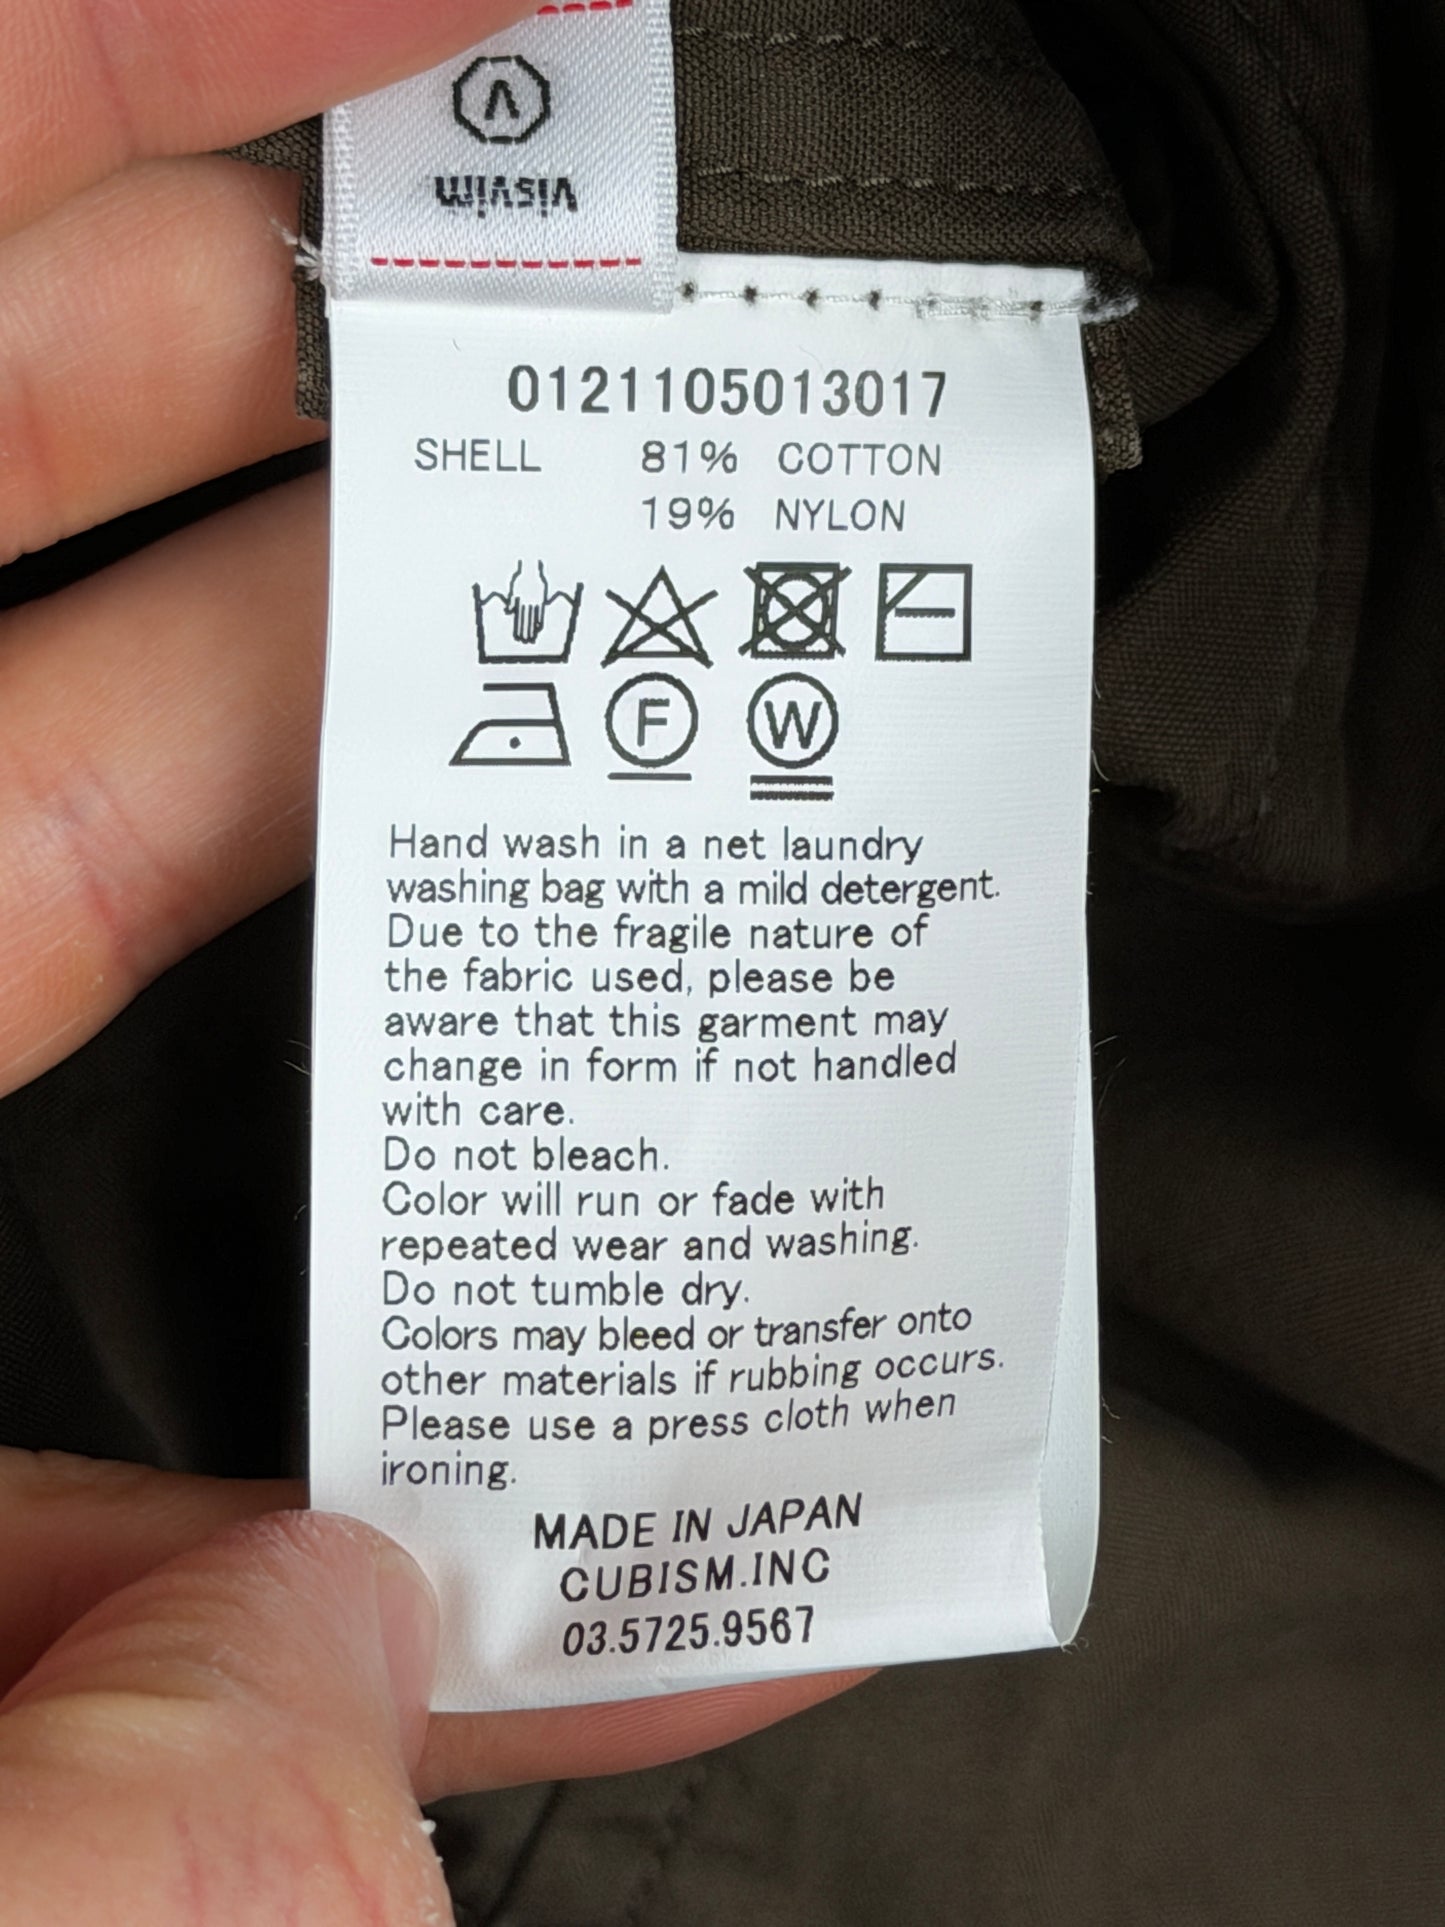 visvim
0121105013017
SHELL 81% COTTON
19% NYLON
F W
Hand wash in a net laundry
washing bag with a mild detergent.
Due to the fragile nature of
the fabric used, please be
aware that this garment may
change in form if not handled
with care.
Do not bleach.
Color will run or fade with
repeated wear and washing.
Do not tumble dry.
Colors may bleed or transfer onto
other materials if rubbing occurs.
Please use a press cloth when
ironing.
MADE IN JAPAN
CUBISM.INC
03.5725.9567